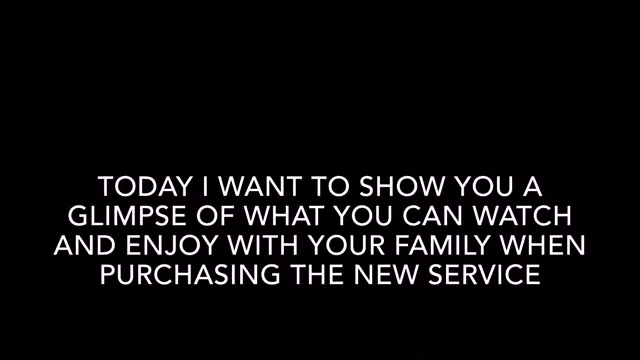 TODAY I WANT TO SHOW YOU A
GLIMPSE OF WHAT YOU CAN WATCH
AND ENJOY WITH YOUR FAMILY WHEN
PURCHASING THE NEW SERVICE